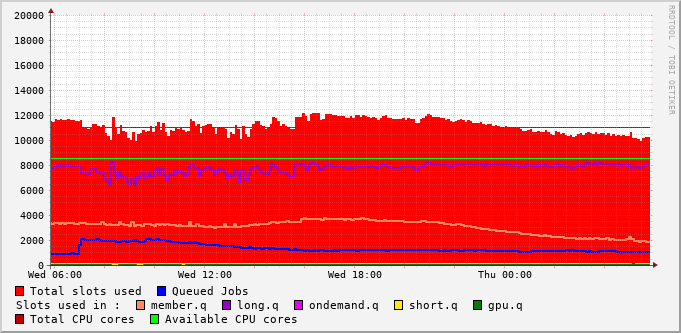 RRDTOOL / TOBI OETIKER
20000
18000
16000
14000
12000
10000
8000
6000
4000
2000
0
Wed 06:00 Wed 12:00 Wed 18:00 Thu 00:00
Total slots used Queued Jobs
Slots used in : member.q long.q ondemand.q short.q gpu.q
Total CPU cores Available CPU cores